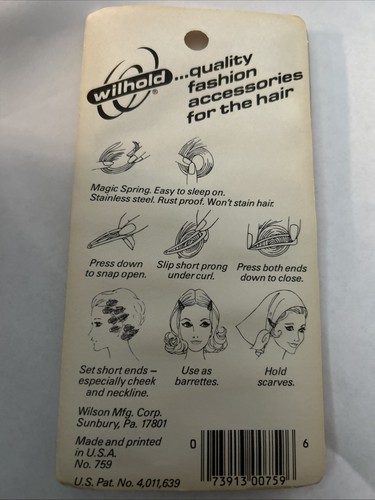 wilhold® ...quality
fashion
accessories
for the hair
Magic Spring. Easy to sleep on.
Stainless steel. Rust proof. Won't stain hair.
Press down
to snap open.
Slip short prong
under curl.
Press both ends
down to close.
Set short ends –
especially cheek
and neckline.
Use as
barrettes.
Hold
scarves.
Wilson Mfg. Corp.
Sunbury, Pa. 17801
Made and printed
in U.S.A.
No. 759
U.S. Pat. No. 4,011,639
0 73913 00759 6